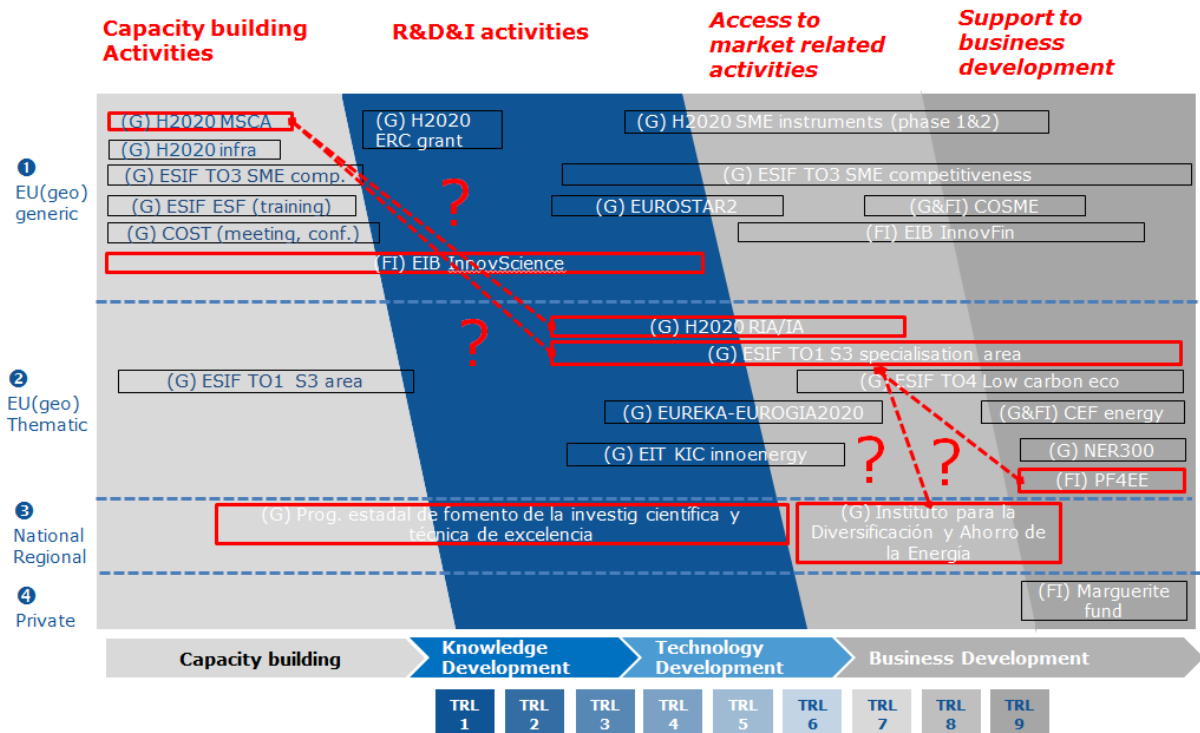 Capacity building
Activities
R&D&I activities
Access to
market related
activities
Support to
business
development
❶
EU(geo)
generic
(G) H2020 MSCA
(G) H2020 infra
(G) ESIF TO3 SME comp.
(G) ESIF ESF (training)
(G) COST (meeting, conf.)
(G) H2020
ERC grant
(G) H2020 SME instruments (phase 1&2)
(G) ESIF TO3 SME competitiveness
(G) EUROSTAR2
(G&FI) COSME
(FI) EIB InnovFin
(FI) EIB InnovScience
?
?
❷
EU(geo)
Thematic
(G) H2020 RIA/IA
(G) ESIF TO1 S3 specialisation area
(G) ESIF TO1 S3 area
(G) ESIF TO4 Low carbon eco
(G) EUREKA-EUROGIA2020
(G&FI) CEF energy
(G) EIT KIC innoenergy
(G) NER300
(FI) PF4EE
? ?
❸
National
Regional
(G) Prog. estadal de fomento de la investig científica y
técnica de excelencia
(G) Instituto para la
Diversificación y Ahorro de
la Energía
❹
Private
(FI) Marguerite
fund
Capacity building
Knowledge
Development
Technology
Development
Business Development
TRL
1
TRL
2
TRL
3
TRL
4
TRL
5
TRL
6
TRL
7
TRL
8
TRL
9